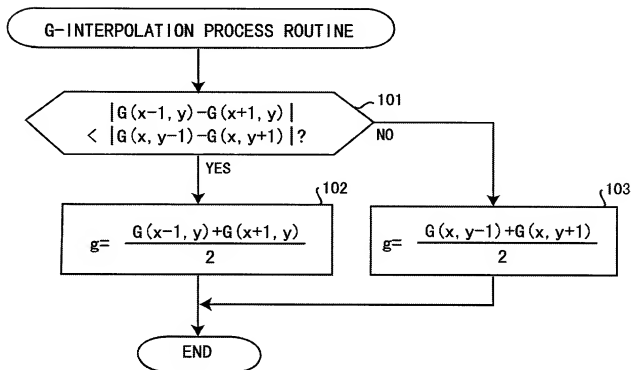 G-INTERPOLATION PROCESS ROUTINE
101
|G(x-1, y)-G(x+1, y)|
< |G(x, y-1)-G(x, y+1)|?
NO
YES
102
g= G(x-1, y)+G(x+1, y)
2
103
g= G(x, y-1)+G(x, y+1)
2
END